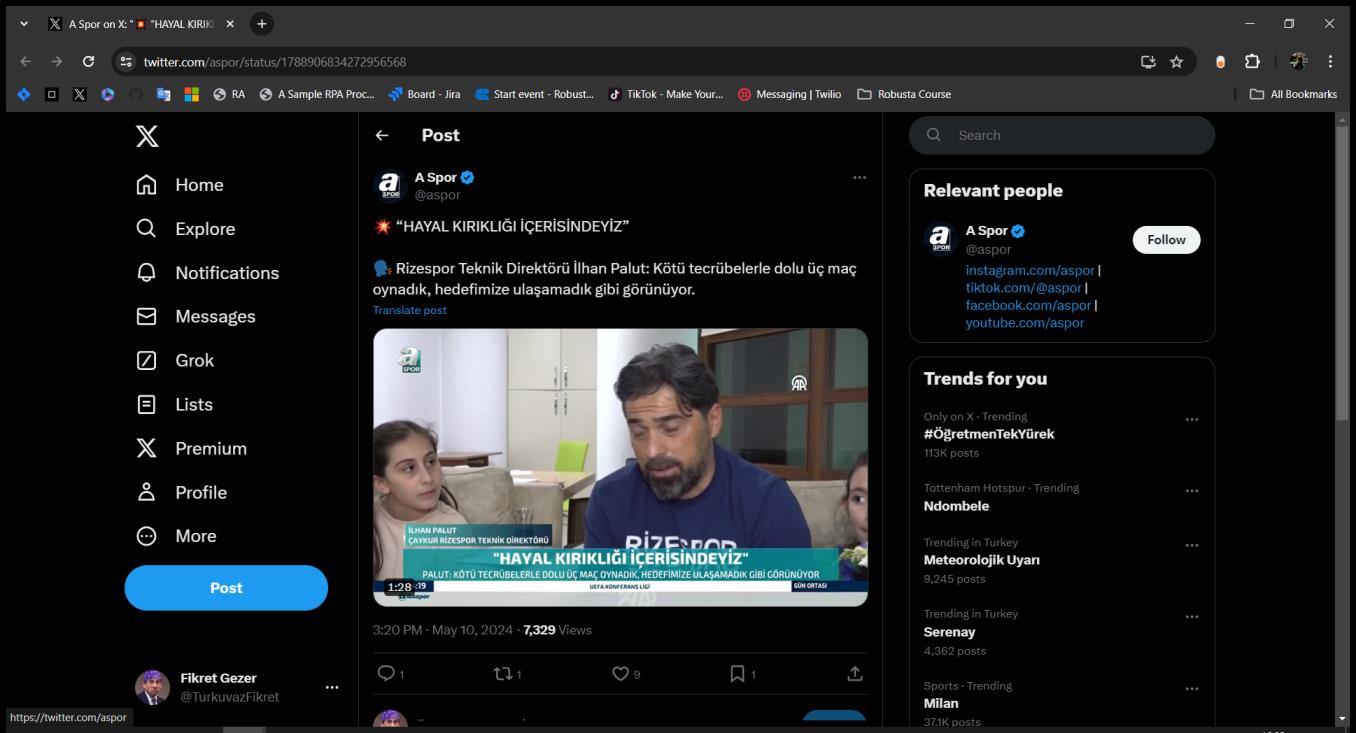 A Spor on X: "💥 "HAYAL KIRIKL
twitter.com/aspor/status/1788906834272956568
RA
A Sample RPA Proc...
Board - Jira
Start event - Robust...
TikTok - Make Your...
Messaging | Twilio
Robusta Course
All Bookmarks
Home
Explore
Notifications
Messages
Grok
Lists
Premium
Profile
More
Post
Fikret Gezer
@TurkuvazFikret
https://twitter.com/aspor
Post
A Spor
@aspor
💥 “HAYAL KIRIKLIĞI İÇERİSİNDEYİZ”
🗣 Rizespor Teknik Direktörü İlhan Palut: Kötü tecrübelerle dolu üç maç
oynadık, hedefimize ulaşamadık gibi görünüyor.
Translate post
a
SPOR
AA
RİZESPOR
İLHAN PALUT
ÇAYKUR RİZESPOR TEKNİK DİREKTÖRÜ
"HAYAL KIRIKLIĞI İÇERİSİNDEYİZ"
PALUT: KÖTÜ TECRÜBELERLE DOLU ÜÇ MAÇ OYNADIK, HEDEFİMİZE ULAŞAMADIK GİBİ GÖRÜNÜYOR
1:28 :19 UEFA KONFERANS LİGİ GÜN ORTASI
aspor
3:20 PM · May 10, 2024 · 7,329 Views
1 1 9 1
Search
Relevant people
A Spor
@aspor
Follow
instagram.com/aspor |
tiktok.com/@aspor |
facebook.com/aspor |
youtube.com/aspor
Trends for you
Only on X · Trending
#ÖğretmenTekYürek
113K posts
Tottenham Hotspur · Trending
Ndombele
Trending in Turkey
Meteorolojik Uyarı
9,245 posts
Trending in Turkey
Serenay
4,362 posts
Sports · Trending
Milan
37.1K posts